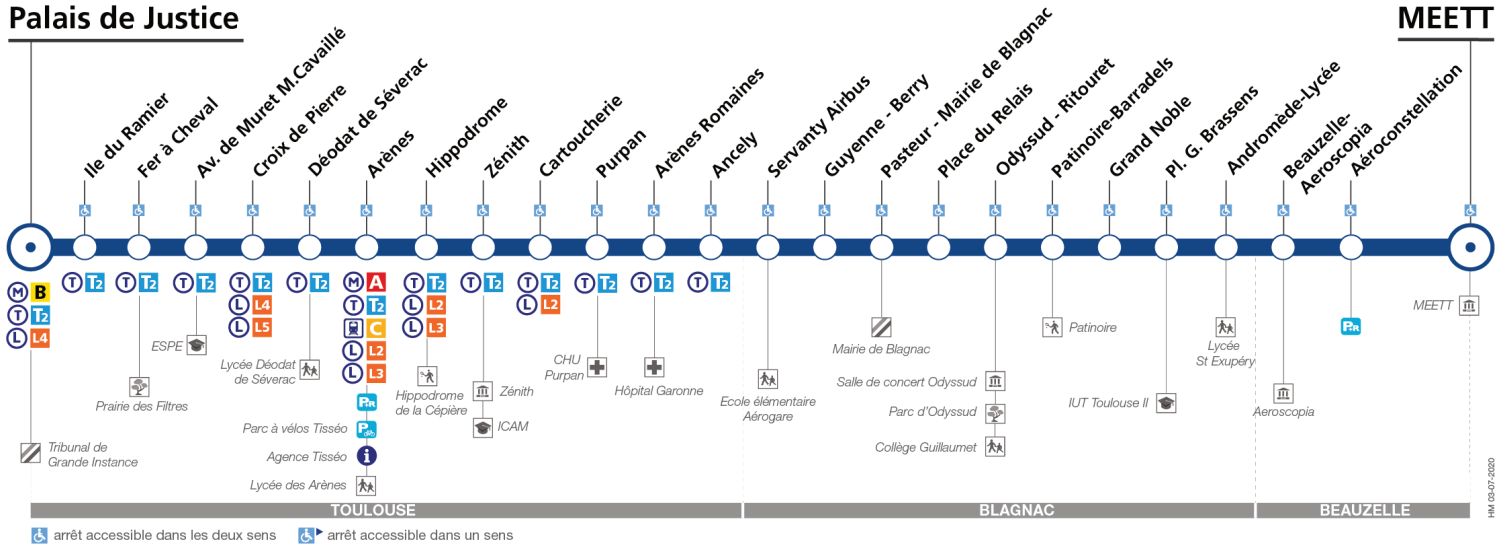 Palais de Justice
MEETT
Ile du Ramier
Fer à Cheval
Av. de Muret M.Cavaillé
Croix de Pierre
Déodat de Séverac
Arènes
Hippodrome
Zénith
Cartoucherie
Purpan
Arènes Romaines
Ancely
Servanty Airbus
Guyenne - Berry
Pasteur - Mairie de Blagnac
Place du Relais
Odyssud - Ritouret
Patinoire-Barradels
Grand Noble
Pl. G. Brassens
Andromède-Lycée
Beauzelle-
Aeroscopia
Aéroconstellation
M B
T T2
L L4
T T2
T T2
T T2
T T2
L L4
L L5
T T2
M A
T T2
C
L L2
L L3
T T2
L L2
L L3
T T2
T T2
L L2
T T2
T T2
T T2
Tribunal de
Grande Instance
Prairie des Filtres
ESPE
Lycée Déodat
de Séverac
P+R
Parc à vélos Tisséo
P
Agence Tisséo
i
Lycée des Arènes
Hippodrome
de la Cépière
Zénith
ICAM
CHU
Purpan
Hôpital Garonne
Ecole élémentaire
Aérogare
Mairie de Blagnac
Salle de concert Odyssud
Parc d'Odyssud
Collège Guillaumet
Patinoire
IUT Toulouse II
Lycée
St Exupéry
Aeroscopia
P+R
MEETT
TOULOUSE
BLAGNAC
BEAUZELLE
arrêt accessible dans les deux sens
arrêt accessible dans un sens
HM 03-07-2020